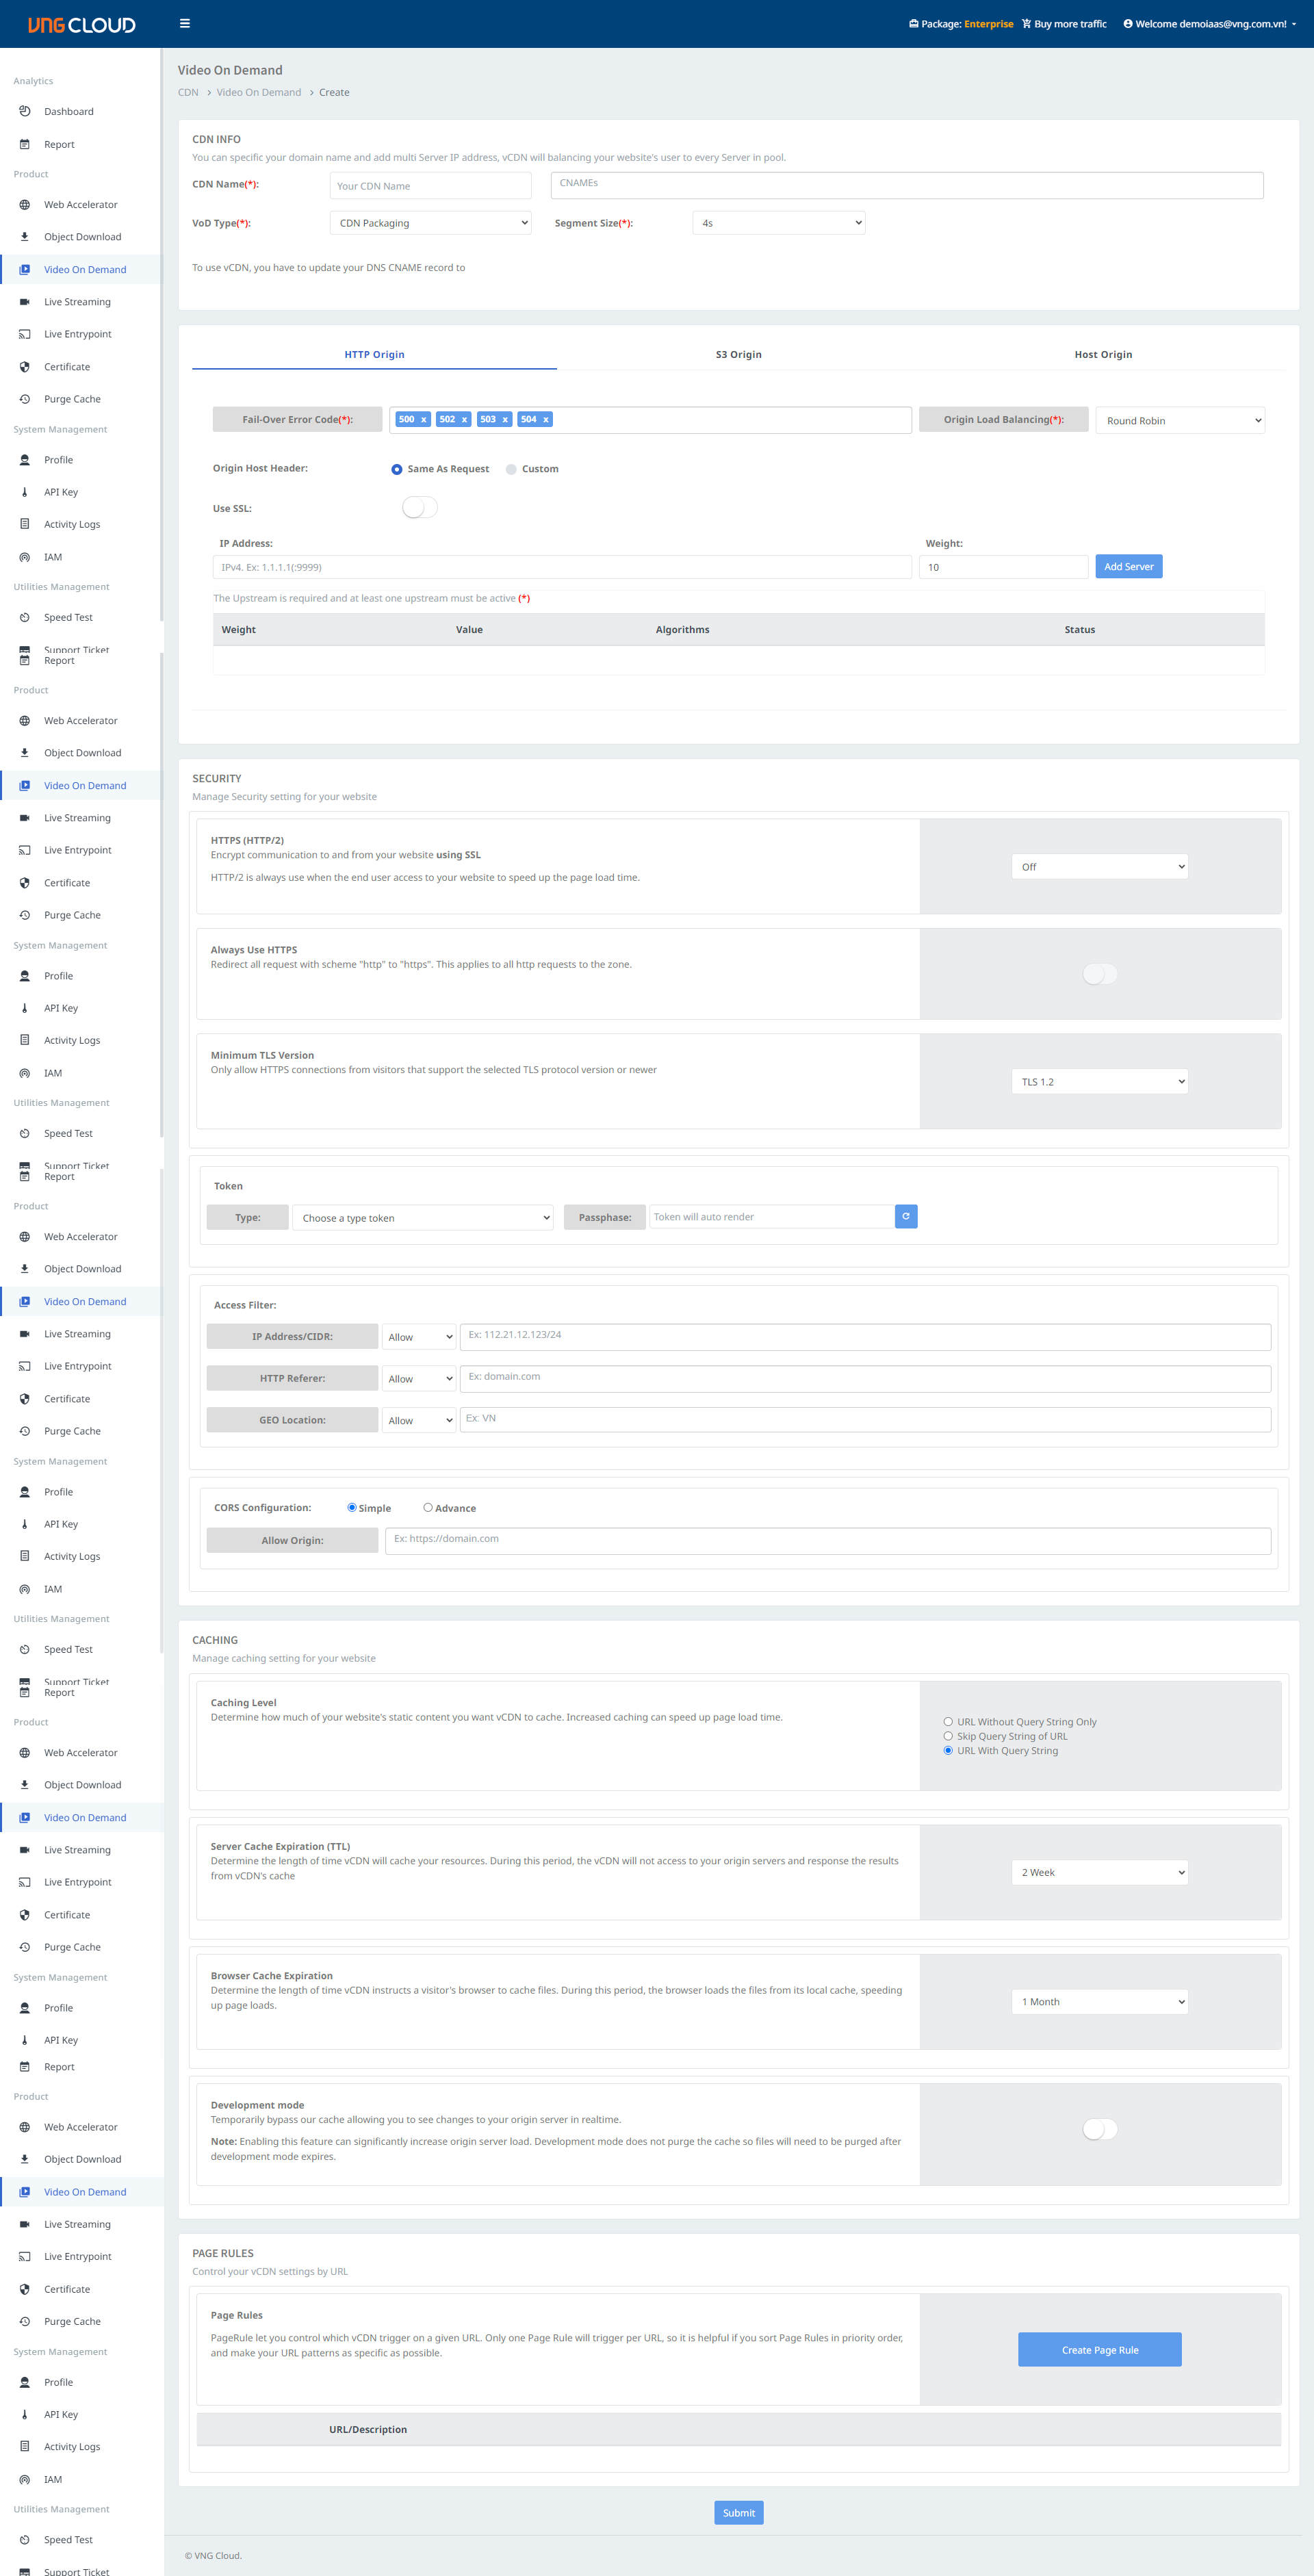 VNG CLOUD
Package: Enterprise Buy more traffic Welcome demoiaas@vng.com.vn!
Analytics
Dashboard
Report
Product
Web Accelerator
Object Download
Video On Demand
Live Streaming
Live Entrypoint
Certificate
Purge Cache
System Management
Profile
API Key
Activity Logs
IAM
Utilities Management
Speed Test
Support Ticket
Report
Product
Web Accelerator
Object Download
Video On Demand
Live Streaming
Live Entrypoint
Certificate
Purge Cache
System Management
Profile
API Key
Activity Logs
IAM
Utilities Management
Speed Test
Support Ticket
Report
Product
Web Accelerator
Object Download
Video On Demand
Live Streaming
Live Entrypoint
Certificate
Purge Cache
System Management
Profile
API Key
Activity Logs
IAM
Utilities Management
Speed Test
Support Ticket
Report
Product
Web Accelerator
Object Download
Video On Demand
Live Streaming
Live Entrypoint
Certificate
Purge Cache
System Management
Profile
API Key
Report
Product
Web Accelerator
Object Download
Video On Demand
Live Streaming
Live Entrypoint
Certificate
Purge Cache
System Management
Profile
API Key
Activity Logs
IAM
Utilities Management
Speed Test
Support Ticket
Video On Demand
CDN > Video On Demand > Create
CDN INFO
You can specific your domain name and add multi Server IP address, vCDN will balancing your website's user to every Server in pool.
CDN Name(*): Your CDN Name CNAMEs
VoD Type(*): CDN Packaging Segment Size(*): 4s
To use vCDN, you have to update your DNS CNAME record to
HTTP Origin S3 Origin Host Origin
Fail-Over Error Code(*): 500 x 502 x 503 x 504 x Origin Load Balancing(*): Round Robin
Origin Host Header: Same As Request Custom
Use SSL:
IP Address: Weight:
IPv4. Ex: 1.1.1.1(:9999) 10 Add Server
The Upstream is required and at least one upstream must be active (*)
Weight Value Algorithms Status
SECURITY
Manage Security setting for your website
HTTPS (HTTP/2)
Encrypt communication to and from your website using SSL
HTTP/2 is always use when the end user access to your website to speed up the page load time.
Off
Always Use HTTPS
Redirect all request with scheme "http" to "https". This applies to all http requests to the zone.
Minimum TLS Version
Only allow HTTPS connections from visitors that support the selected TLS protocol version or newer
TLS 1.2
Token
Type: Choose a type token Passphase: Token will auto render
Access Filter:
IP Address/CIDR: Allow Ex: 112.21.12.123/24
HTTP Referer: Allow Ex: domain.com
GEO Location: Allow Ex: VN
CORS Configuration: Simple Advance
Allow Origin: Ex: https://domain.com
CACHING
Manage caching setting for your website
Caching Level
Determine how much of your website's static content you want vCDN to cache. Increased caching can speed up page load time.
URL Without Query String Only
Skip Query String of URL
URL With Query String
Server Cache Expiration (TTL)
Determine the length of time vCDN will cache your resources. During this period, the vCDN will not access to your origin servers and response the results
from vCDN's cache
2 Week
Browser Cache Expiration
Determine the length of time vCDN instructs a visitor's browser to cache files. During this period, the browser loads the files from its local cache, speeding
up page loads.
1 Month
Development mode
Temporarily bypass our cache allowing you to see changes to your origin server in realtime.
Note: Enabling this feature can significantly increase origin server load. Development mode does not purge the cache so files will need to be purged after
development mode expires.
PAGE RULES
Control your vCDN settings by URL
Page Rules
PageRule let you control which vCDN trigger on a given URL. Only one Page Rule will trigger per URL, so it is helpful if you sort Page Rules in priority order,
and make your URL patterns as specific as possible.
Create Page Rule
URL/Description
Submit
© VNG Cloud.